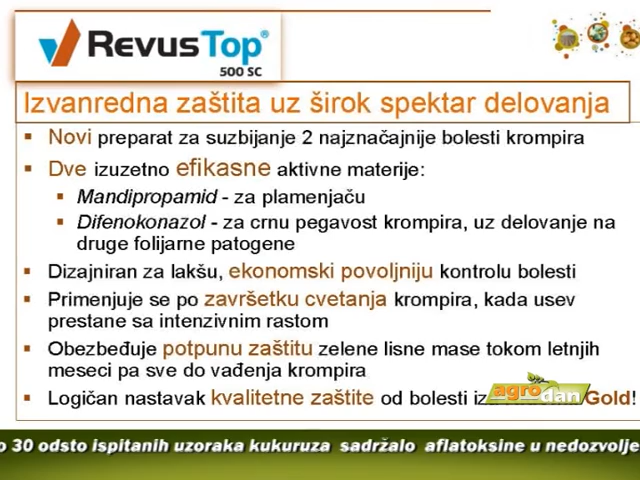 RevusTop®
500 SC
Izvanredna zaštita uz širok spektar delovanja
Novi preparat za suzbijanje 2 najznačajnije bolesti krompira
Dve izuzetno efikasne aktivne materije:
Mandipropamid - za plamenjaču
Difenokonazol - za crnu pegavost krompira, uz delovanje na
druge folijarne patogene
Dizajniran za lakšu, ekonomski povoljniju kontrolu bolesti
Primenjuje se po završetku cvetanja krompira, kada usev
prestane sa intenzivnim rastom
Obezbeđuje potpunu zaštitu zelene lisne mase tokom letnjih
meseci pa sve do vađenja krompira
Logičan nastavak kvalitetne zaštite od bolesti Gold!
agro dan
o 30 odsto ispitanih uzoraka kukuruza sadržalo aflatoksine u nedozvolje